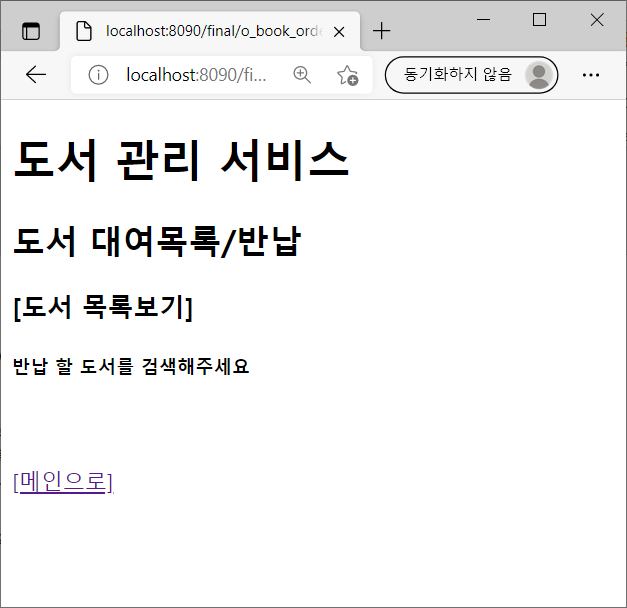 localhost:8090/final/o_book_orde
localhost:8090/fi...
동기화하지 않음
도서 관리 서비스
도서 대여목록/반납
[도서 목록보기]
반납 할 도서를 검색해주세요
[메인으로]